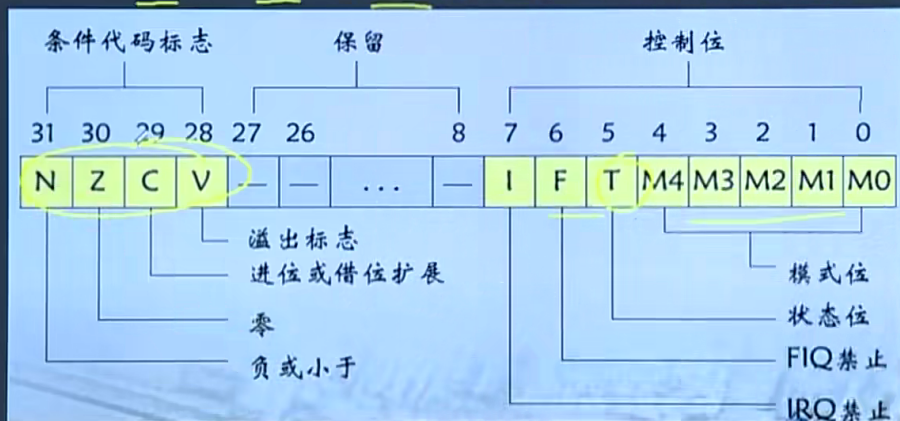 条件代码标志 保留 控制位
31 30 29 28 27 26 8 7 6 5 4 3 2 1 0
N Z C V — — ... — I F T M4 M3 M2 M1 M0
溢出标志
进位或借位扩展
模式位
零
状态位
负或小于
FIQ禁止
IRQ禁止